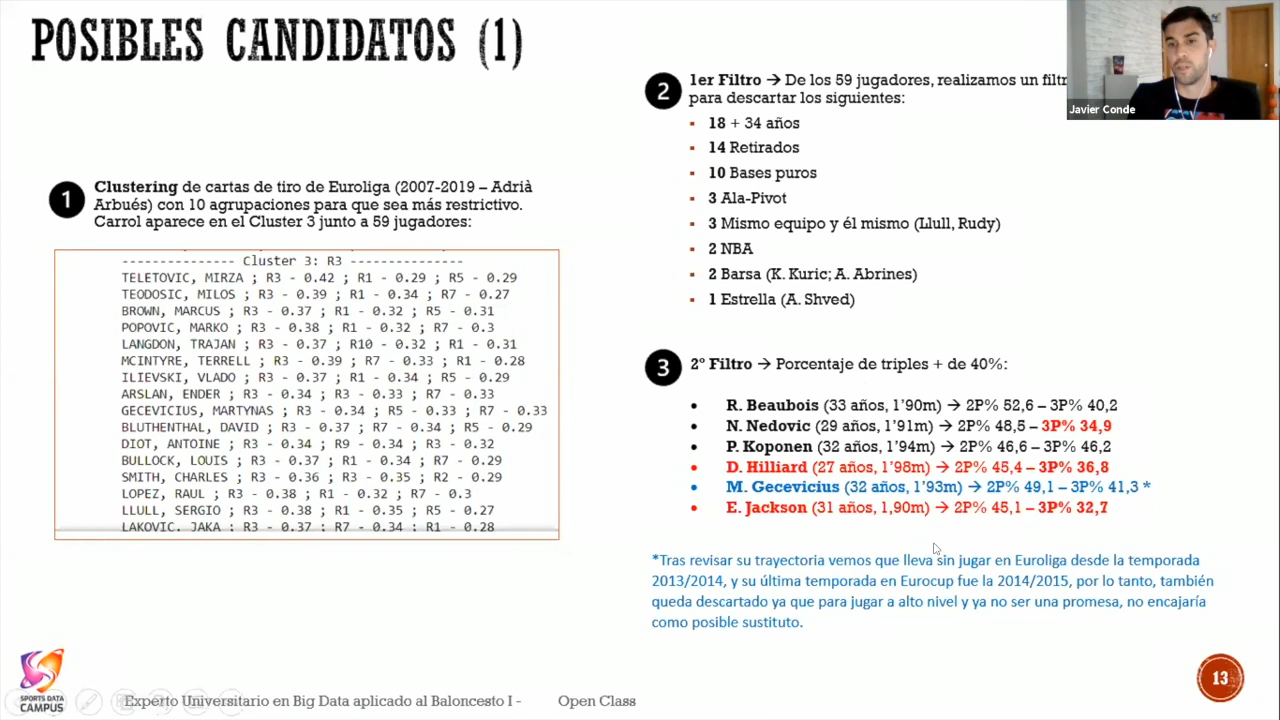 POSIBLES CANDIDATOS (1)
1 Clustering de cartas de tiro de Euroliga (2007-2019 – Adrià
Arbués) con 10 agrupaciones para que sea más restrictivo.
Carrol aparece en el Cluster 3 junto a 59 jugadores:
--------------- Cluster 3: R3 ---------------
TELETOVIC, MIRZA ; R3 - 0.42 ; R1 - 0.29 ; R5 - 0.29
TEODOSIC, MILOS ; R3 - 0.39 ; R1 - 0.34 ; R7 - 0.27
BROWN, MARCUS ; R3 - 0.37 ; R1 - 0.32 ; R5 - 0.31
POPOVIC, MARKO ; R3 - 0.38 ; R1 - 0.32 ; R7 - 0.3
LANGDON, TRAJAN ; R3 - 0.37 ; R10 - 0.32 ; R1 - 0.31
MCINTYRE, TERRELL ; R3 - 0.39 ; R7 - 0.33 ; R1 - 0.28
ILIEVSKI, VLADO ; R3 - 0.37 ; R1 - 0.34 ; R5 - 0.29
ARSLAN, ENDER ; R3 - 0.34 ; R3 - 0.33 ; R7 - 0.33
GECEVICIUS, MARTYNAS ; R3 - 0.34 ; R5 - 0.33 ; R7 - 0.33
BLUTHENTHAL, DAVID ; R3 - 0.37 ; R7 - 0.34 ; R5 - 0.29
DIOT, ANTOINE ; R3 - 0.34 ; R9 - 0.34 ; R3 - 0.32
BULLOCK, LOUIS ; R3 - 0.37 ; R1 - 0.34 ; R7 - 0.29
SMITH, CHARLES ; R3 - 0.36 ; R3 - 0.35 ; R2 - 0.29
LOPEZ, RAUL ; R3 - 0.38 ; R1 - 0.32 ; R7 - 0.3
LLULL, SERGIO ; R3 - 0.38 ; R1 - 0.35 ; R5 - 0.27
LAKOVIC, JAKA ; R3 - 0.37 ; R7 - 0.34 ; R1 - 0.28
2 1er Filtro → De los 59 jugadores, realizamos un filtr
para descartar los siguientes:
18 + 34 años
14 Retirados
10 Bases puros
3 Ala-Pivot
3 Mismo equipo y él mismo (Llull, Rudy)
2 NBA
2 Barsa (K. Kuric; A. Abrines)
1 Estrella (A. Shved)
3 2º Filtro → Porcentaje de triples + de 40%:
• R. Beaubois (33 años, 1’90m) → 2P% 52,6 – 3P% 40,2
• N. Nedovic (29 años, 1’91m) → 2P% 48,5 – 3P% 34,9
• P. Koponen (32 años, 1’94m) → 2P% 46,6 – 3P% 46,2
• D. Hilliard (27 años, 1’98m) → 2P% 45,4 – 3P% 36,8
• M. Gecevicius (32 años, 1’93m) → 2P% 49,1 – 3P% 41,3 *
• E. Jackson (31 años, 1,90m) → 2P% 45,1 – 3P% 32,7
*Tras revisar su trayectoria vemos que lleva sin jugar en Euroliga desde la temporada
2013/2014, y su última temporada en Eurocup fue la 2014/2015, por lo tanto, también
queda descartado ya que para jugar a alto nivel y ya no ser una promesa, no encajaría
como posible sustituto.
Javier Conde
SPORTS DATA
CAMPUS
Experto Universitario en Big Data aplicado al Baloncesto I - Open Class
13